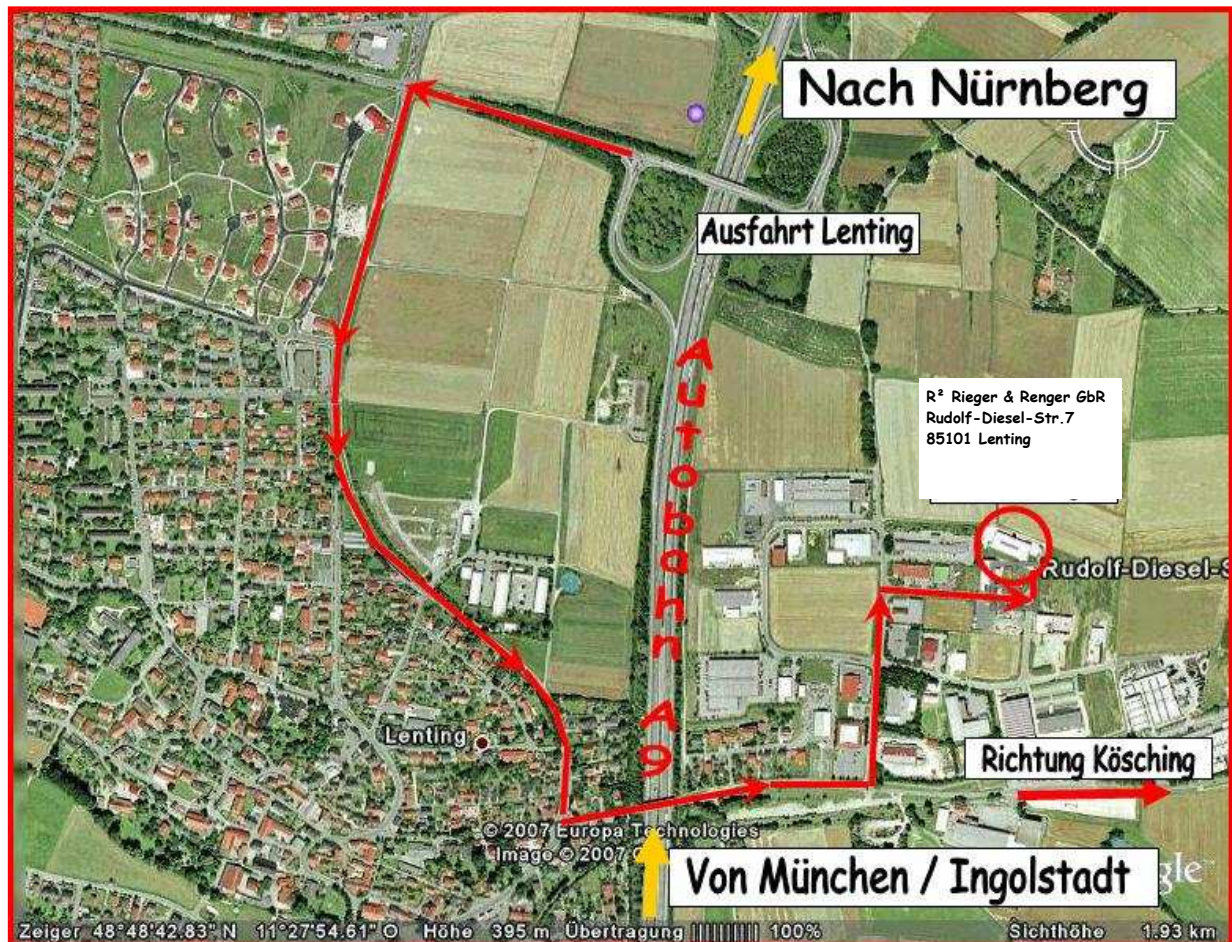 Nach Nürnberg
Ausfahrt Lenting
R² Rieger & Renger GbR
Rudolf-Diesel-Str.7
85101 Lenting
Autobahn A9
Rudolf-Diesel-S
Lenting
Richtung Kösching
© 2007 Europa Technologies
Image © 2007
Von München / Ingolstadt
gle
Zeiger 48°48'42.83" N 11°27'54.61" O Höhe 395 m Übertragung |||||||||| 100% Sichthöhe 1.93 km